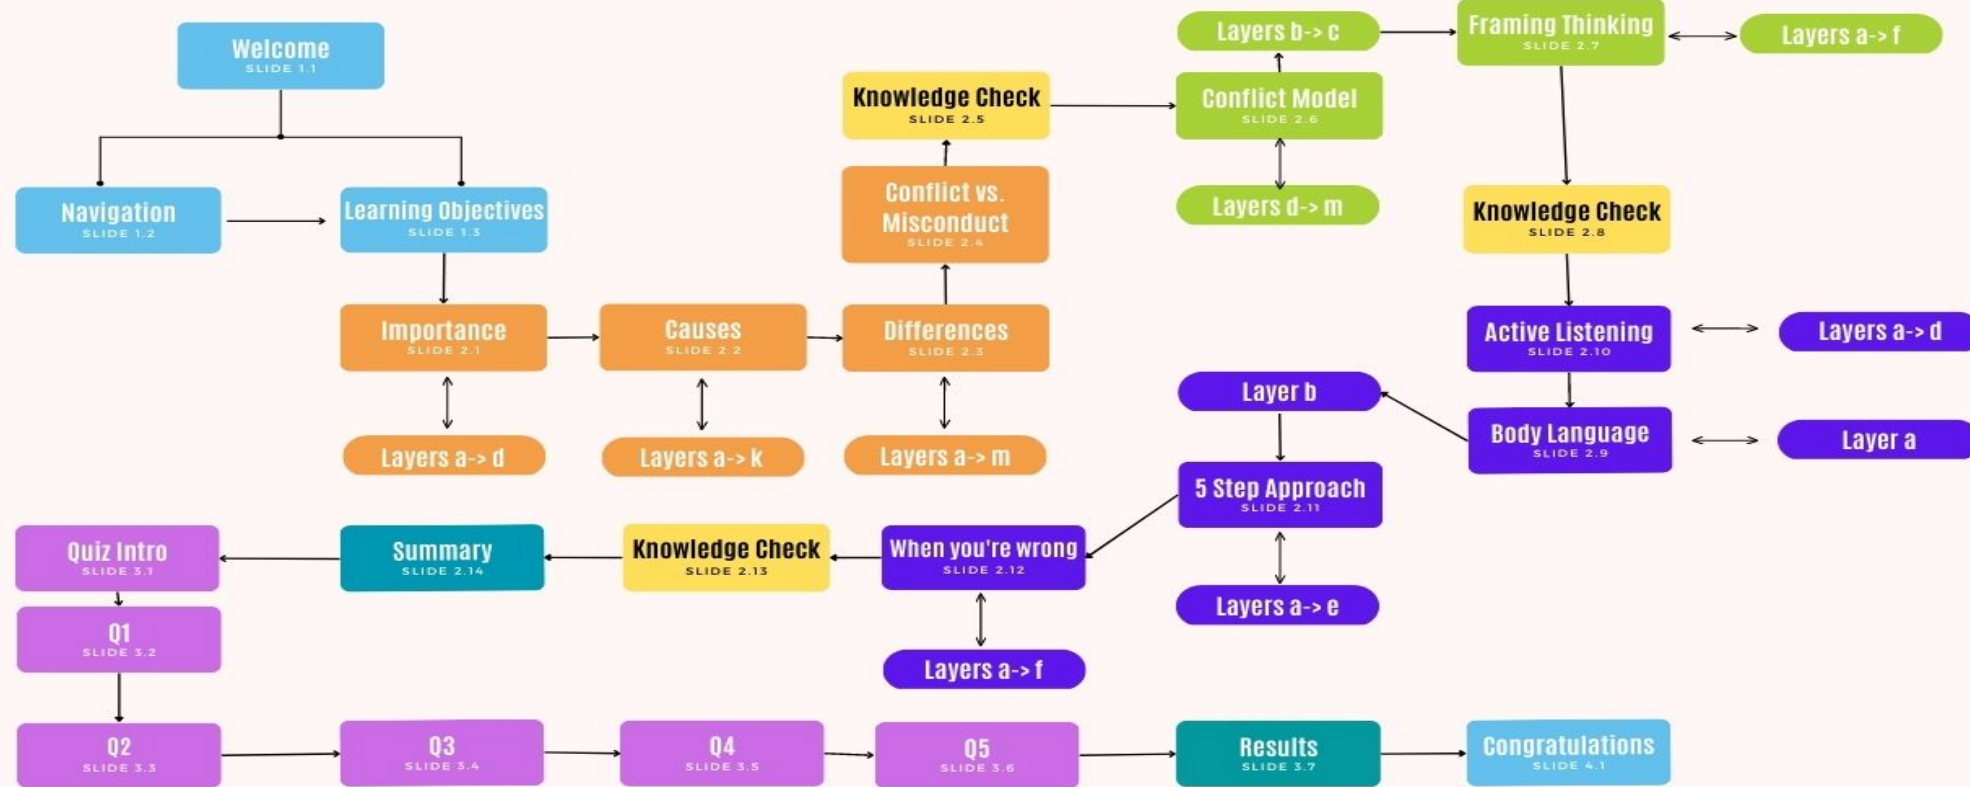 Welcome
SLIDE 1.1
Navigation
SLIDE 1.2
Learning Objectives
SLIDE 1.3
Importance
SLIDE 2.1
Layers a-> d
Causes
SLIDE 2.2
Layers a-> k
Differences
SLIDE 2.3
Layers a-> m
Conflict vs.
Misconduct
SLIDE 2.4
Knowledge Check
SLIDE 2.5
Conflict Model
SLIDE 2.6
Layers d-> m
Layers b-> c
Framing Thinking
SLIDE 2.7
Layers a-> f
Knowledge Check
SLIDE 2.8
Active Listening
SLIDE 2.10
Layers a-> d
Body Language
SLIDE 2.9
Layer a
Layer b
5 Step Approach
SLIDE 2.11
Layers a-> e
When you're wrong
SLIDE 2.12
Layers a-> f
Knowledge Check
SLIDE 2.13
Summary
SLIDE 2.14
Quiz Intro
SLIDE 3.1
Q1
SLIDE 3.2
Q2
SLIDE 3.3
Q3
SLIDE 3.4
Q4
SLIDE 3.5
Q5
SLIDE 3.6
Results
SLIDE 3.7
Congratulations
SLIDE 4.1